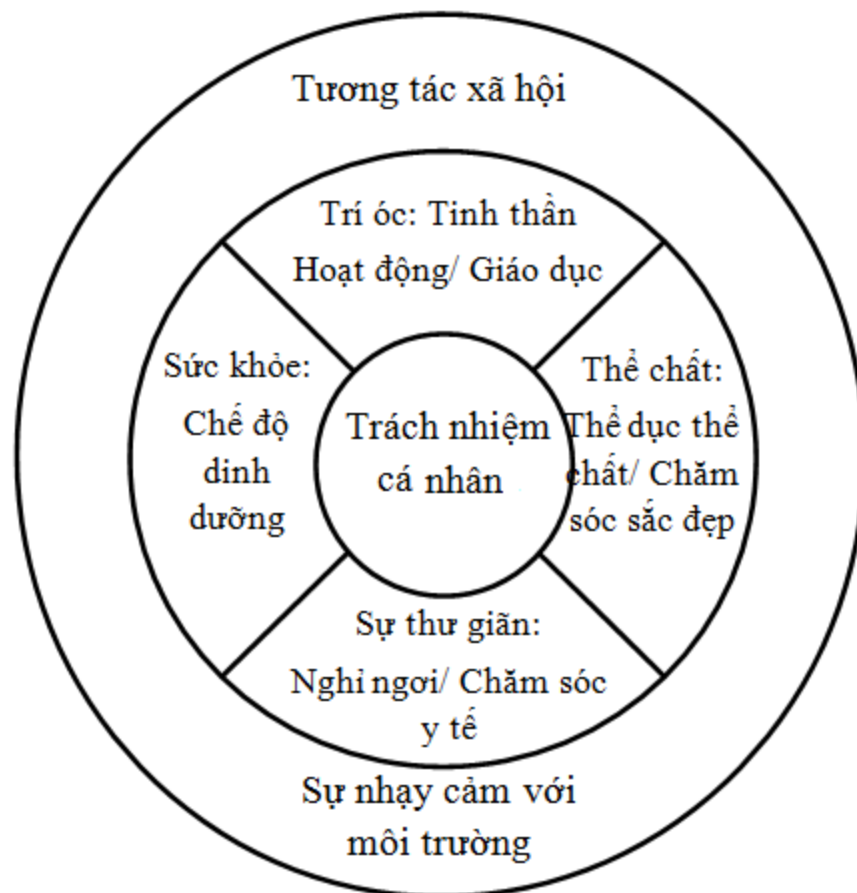 Tương tác xã hội
Trí óc: Tinh thần
Hoạt động/ Giáo dục
Sức khỏe:
Chế độ
dinh
dưỡng
Trách nhiệm
cá nhân
Thể chất:
Thể dục thể
chất/ Chăm
sóc sắc đẹp
Sự thư giãn:
Nghỉ ngơi/ Chăm sóc
y tế
Sự nhạy cảm với
môi trường